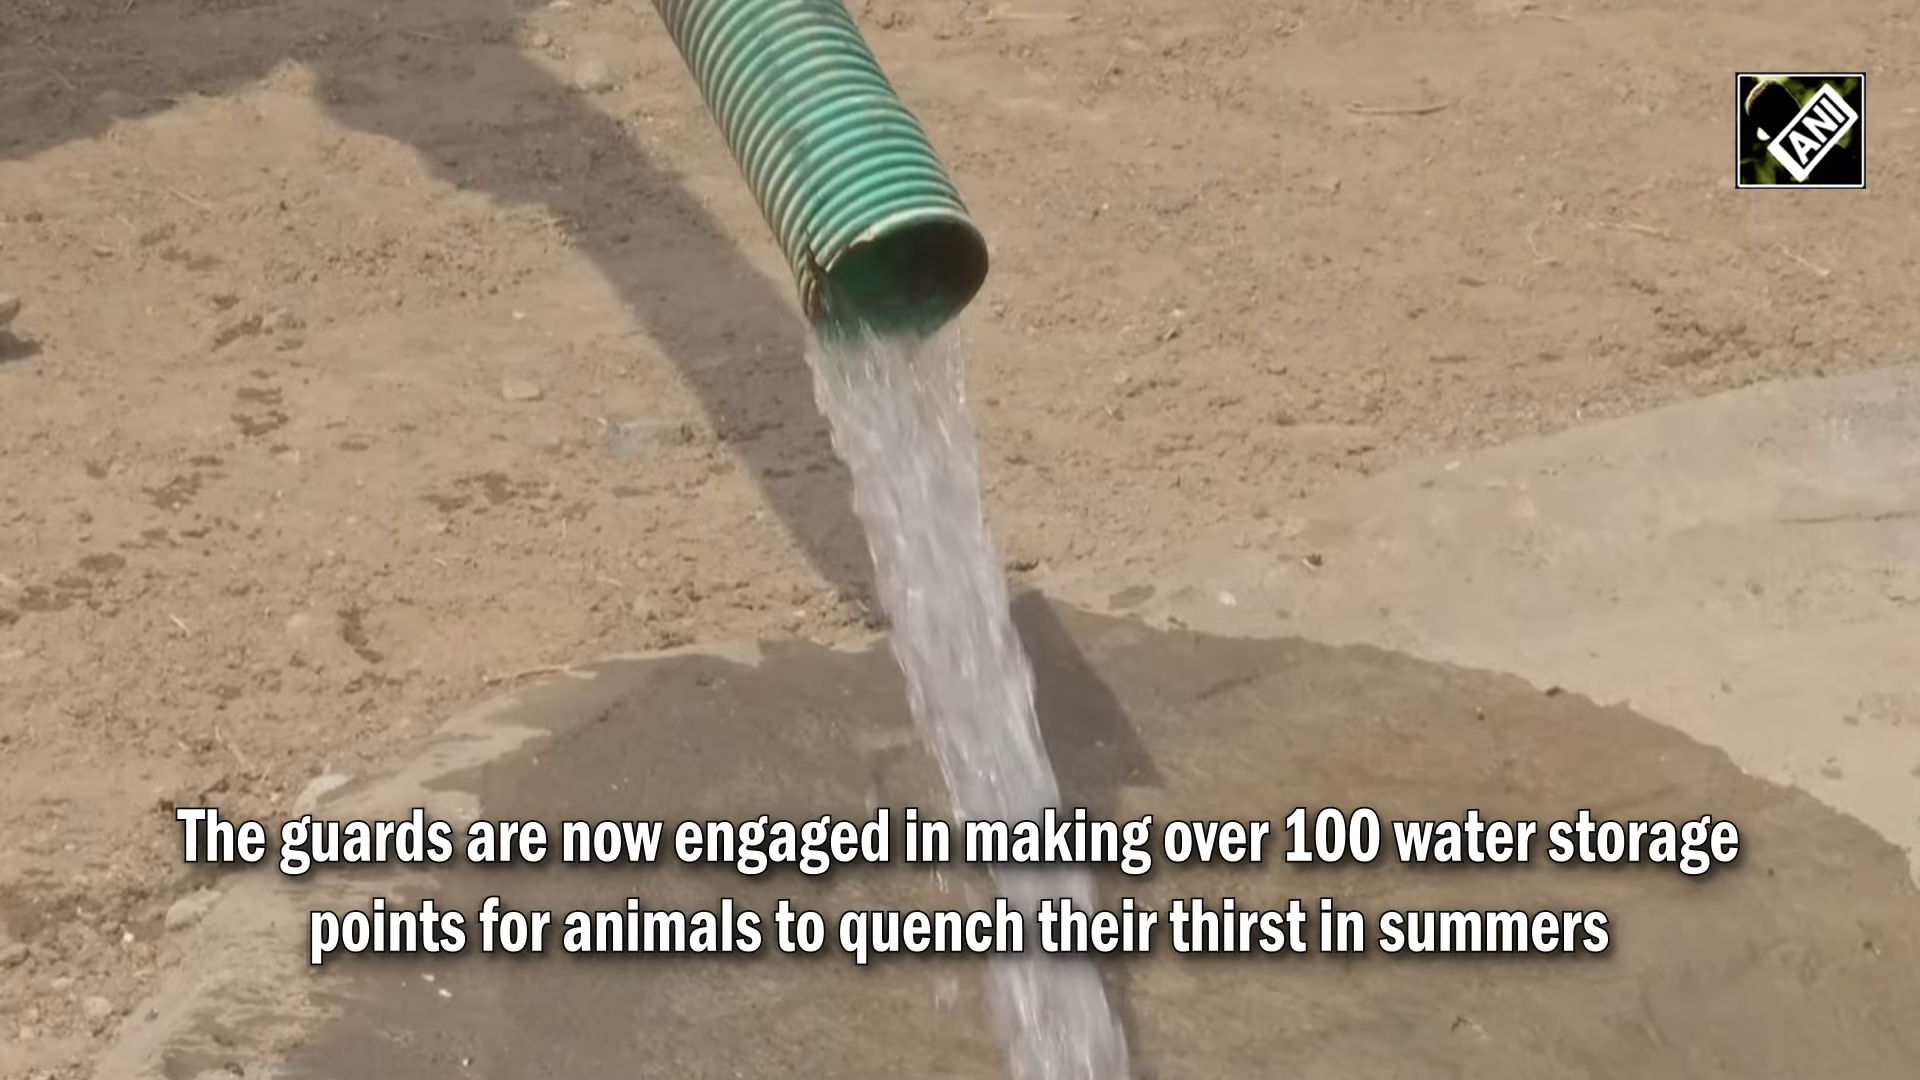 ANI
The guards are now engaged in making over 100 water storage
points for animals to quench their thirst in summers